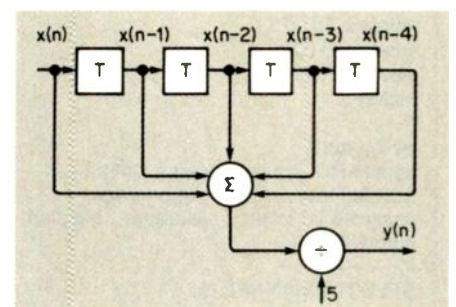 x(n) x(n-1) x(n-2) x(n-3) x(n-4)
T T T T
Σ
y(n)
÷
5